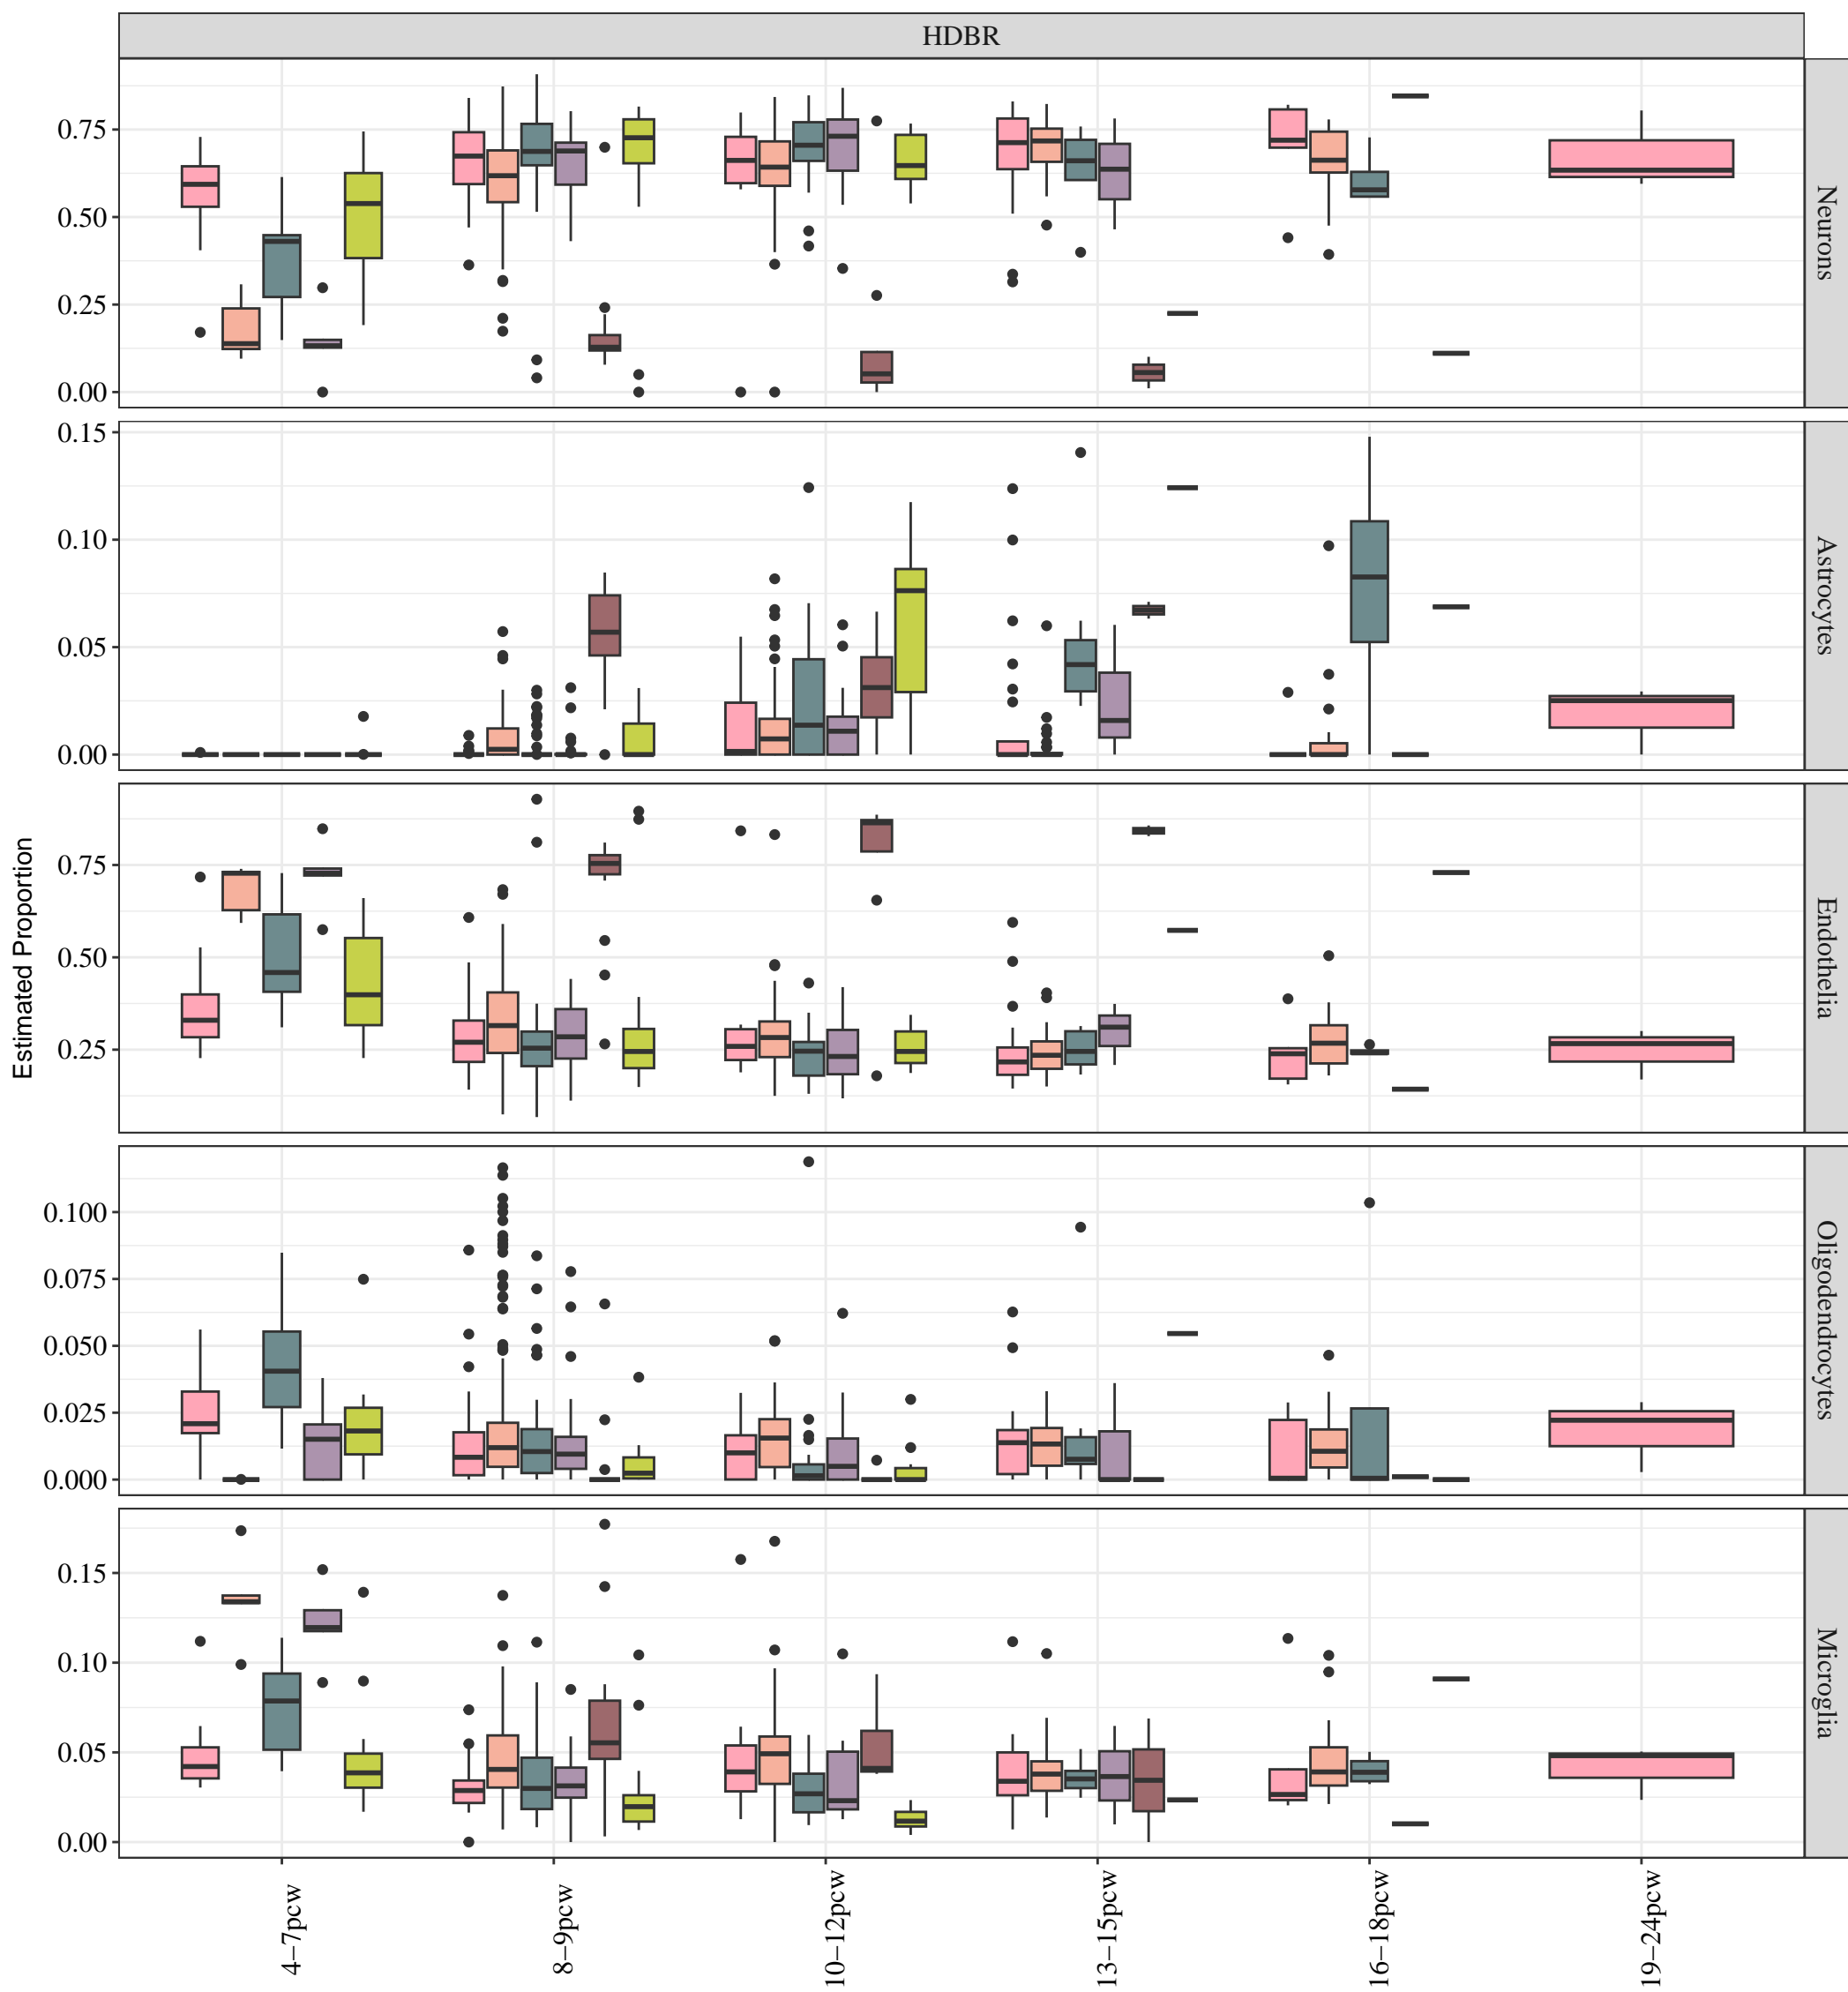 HDBR
Estimated Proportion
0.75
0.50
0.25
0.00
Neurons
0.15
0.10
0.05
0.00
Astrocytes
0.75
0.50
0.25
Endothelia
0.100
0.075
0.050
0.025
0.000
Oligodendrocytes
0.15
0.10
0.05
0.00
Microglia
4−7pcw
8−9pcw
10−12pcw
13−15pcw
16−18pcw
19−24pcw